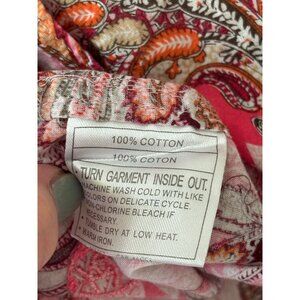 100% COTTON
100% COTON
• TURN GARMENT INSIDE OUT.
MACHINE WASH COLD WITH LIKE
COLORS ON DELICATE CYCLE.
NON-CHLORINE BLEACH IF
NECESSARY.
• TUMBLE DRY AT LOW HEAT.
• WARM IRON.